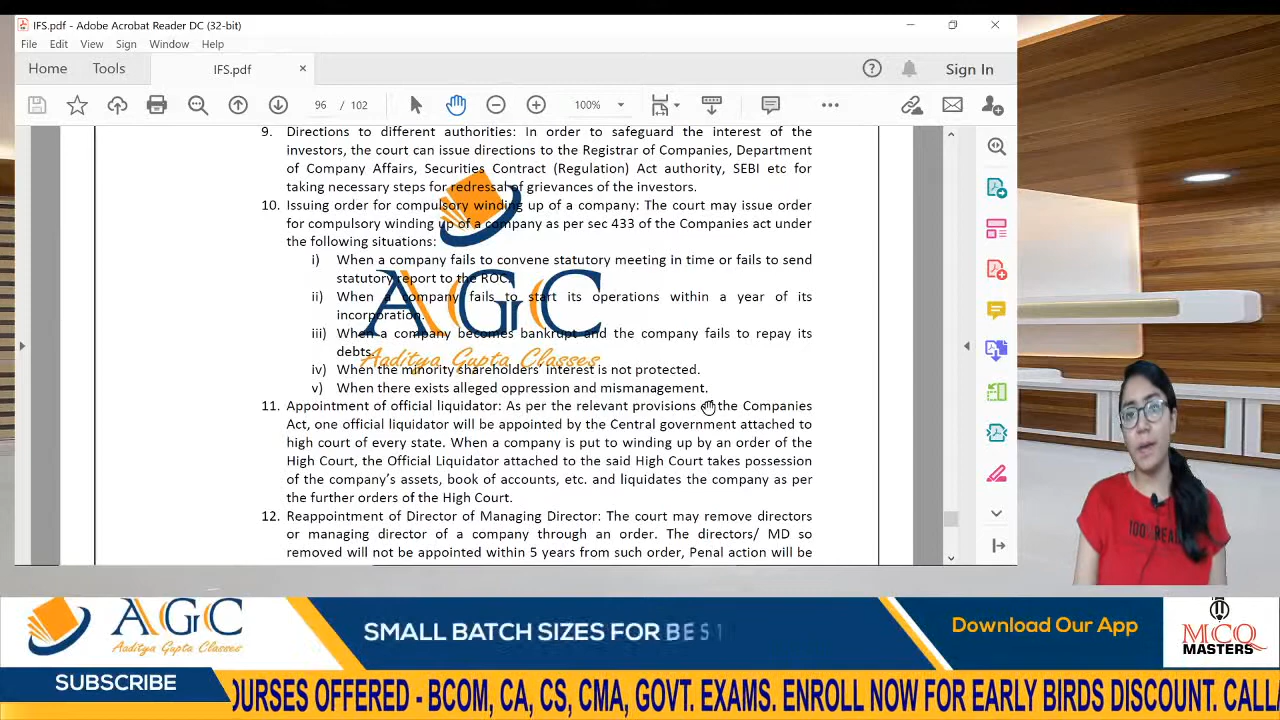 IFS.pdf - Adobe Acrobat Reader DC (32-bit)
File Edit View Sign Window Help
Home Tools IFS.pdf × Sign In
96 / 102 100%
9. Directions to different authorities: In order to safeguard the interest of the
investors, the court can issue directions to the Registrar of Companies, Department
of Company Affairs, Securities Contract (Regulation) Act authority, SEBI etc for
taking necessary steps for redressal of grievances of the investors.
10. Issuing order for compulsory winding up of a company: The court may issue order
for compulsory winding up of a company as per sec 433 of the Companies act under
the following situations:
i) When a company fails to convene statutory meeting in time or fails to send
statutory report to the ROC.
ii) When a company fails to start its operations within a year of its
incorporation.
iii) When a company becomes bankrupt and the company fails to repay its
debts.
iv) When the minority shareholders' interest is not protected.
v) When there exists alleged oppression and mismanagement.
AGC
Aaditya Gupta Classes
11. Appointment of official liquidator: As per the relevant provisions of the Companies
Act, one official liquidator will be appointed by the Central government attached to
high court of every state. When a company is put to winding up by an order of the
High Court, the Official Liquidator attached to the said High Court takes possession
of the company's assets, book of accounts, etc. and liquidates the company as per
the further orders of the High Court.
12. Reappointment of Director of Managing Director: The court may remove directors
or managing director of a company through an order. The directors/ MD so
removed will not be appointed within 5 years from such order, Penal action will be
AGC
Aaditya Gupta Classes
SMALL BATCH SIZES FOR BEST
Download Our App
MCQ
MASTERS
SUBSCRIBE
OURSES OFFERED - BCOM, CA, CS, CMA, GOVT. EXAMS. ENROLL NOW FOR EARLY BIRDS DISCOUNT. CALL